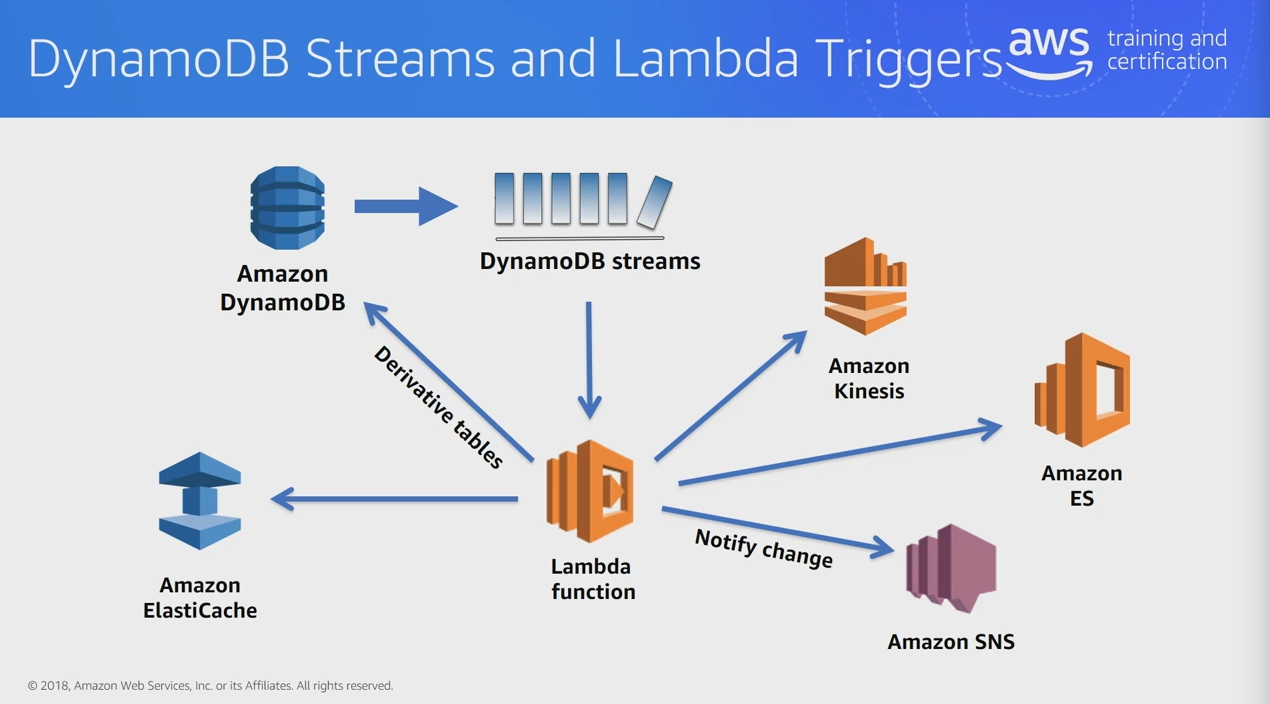 DynamoDB Streams and Lambda Triggers
aws
training and
certification
Amazon
DynamoDB
DynamoDB streams
Derivative tables
Amazon
Kinesis
Amazon
ES
Lambda
function
Notify change
Amazon
ElastiCache
Amazon SNS
© 2018, Amazon Web Services, Inc. or its Affiliates. All rights reserved.